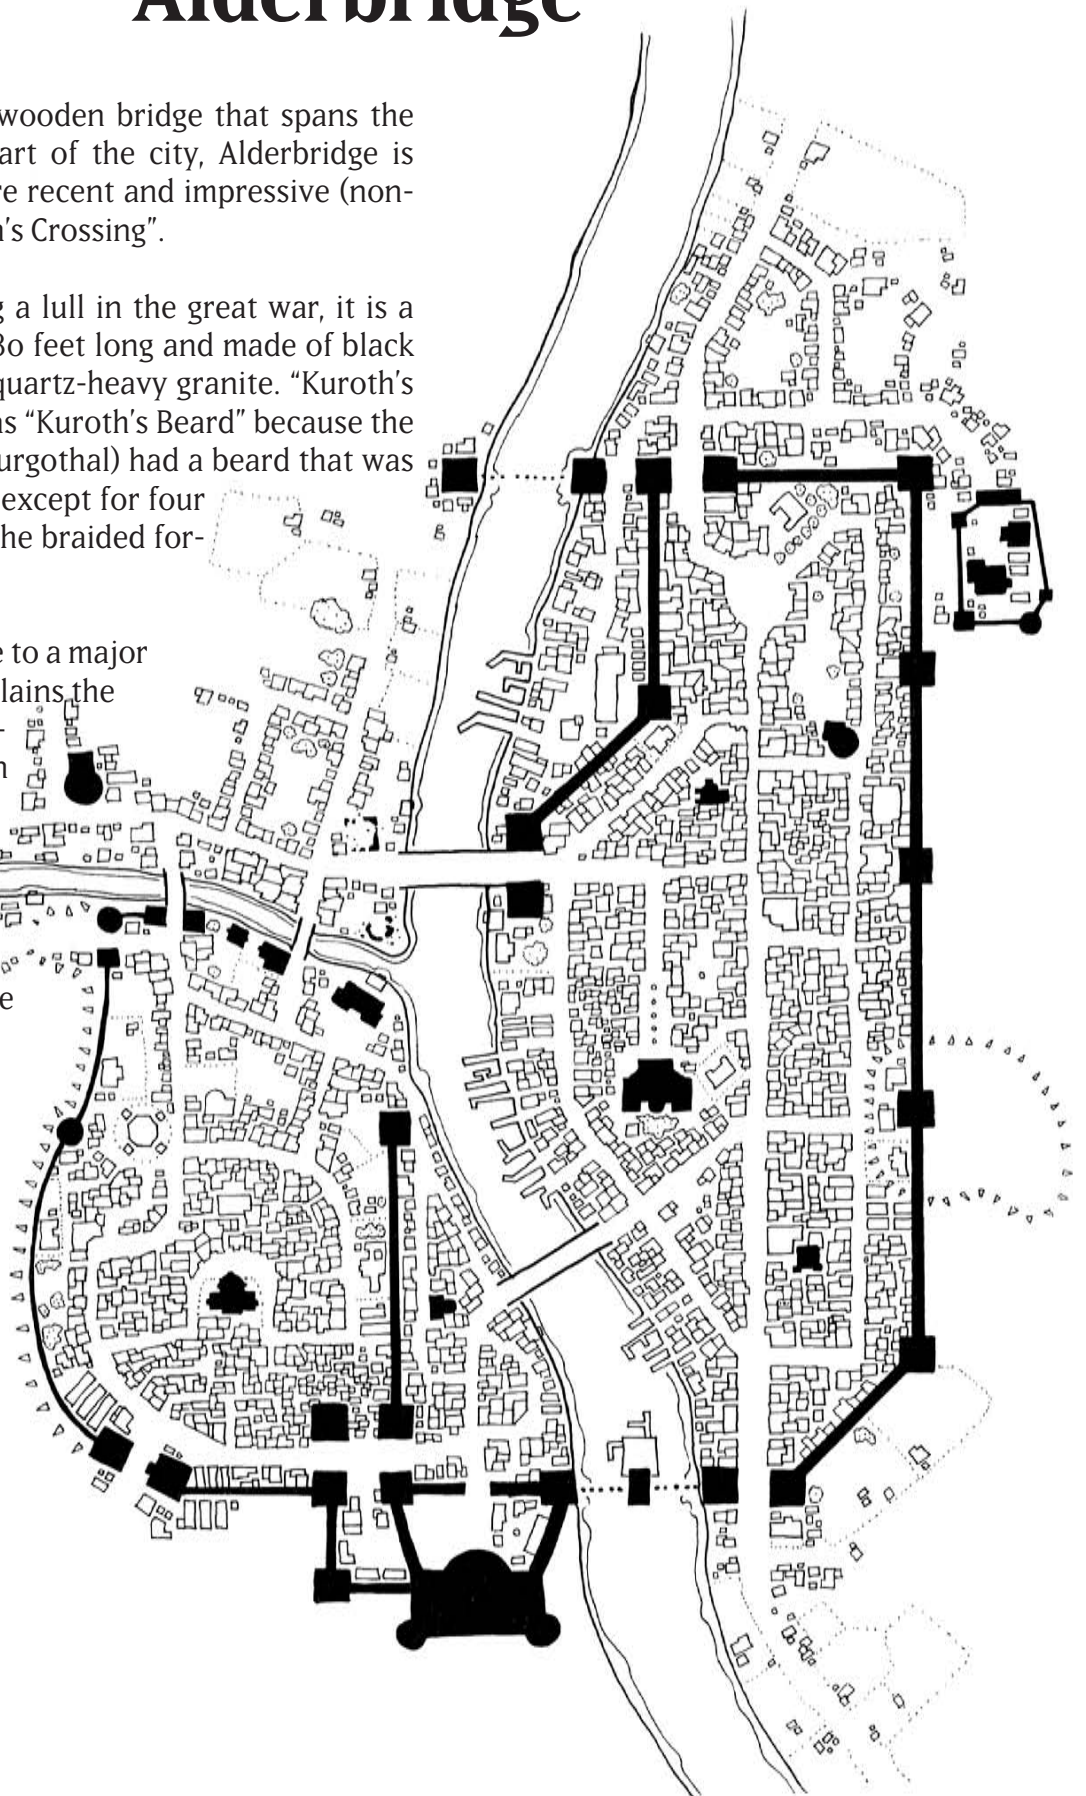 Alderbridge
wooden bridge that spans the
art of the city, Alderbridge is
re recent and impressive (non-
n's Crossing".
g a lull in the great war, it is a
30 feet long and made of black
quartz-heavy granite. “Kuroth's
as “Kuroth's Beard” because the
urgothal) had a beard that was
except for four
he braided for-
e to a major
lains the
-
n
e